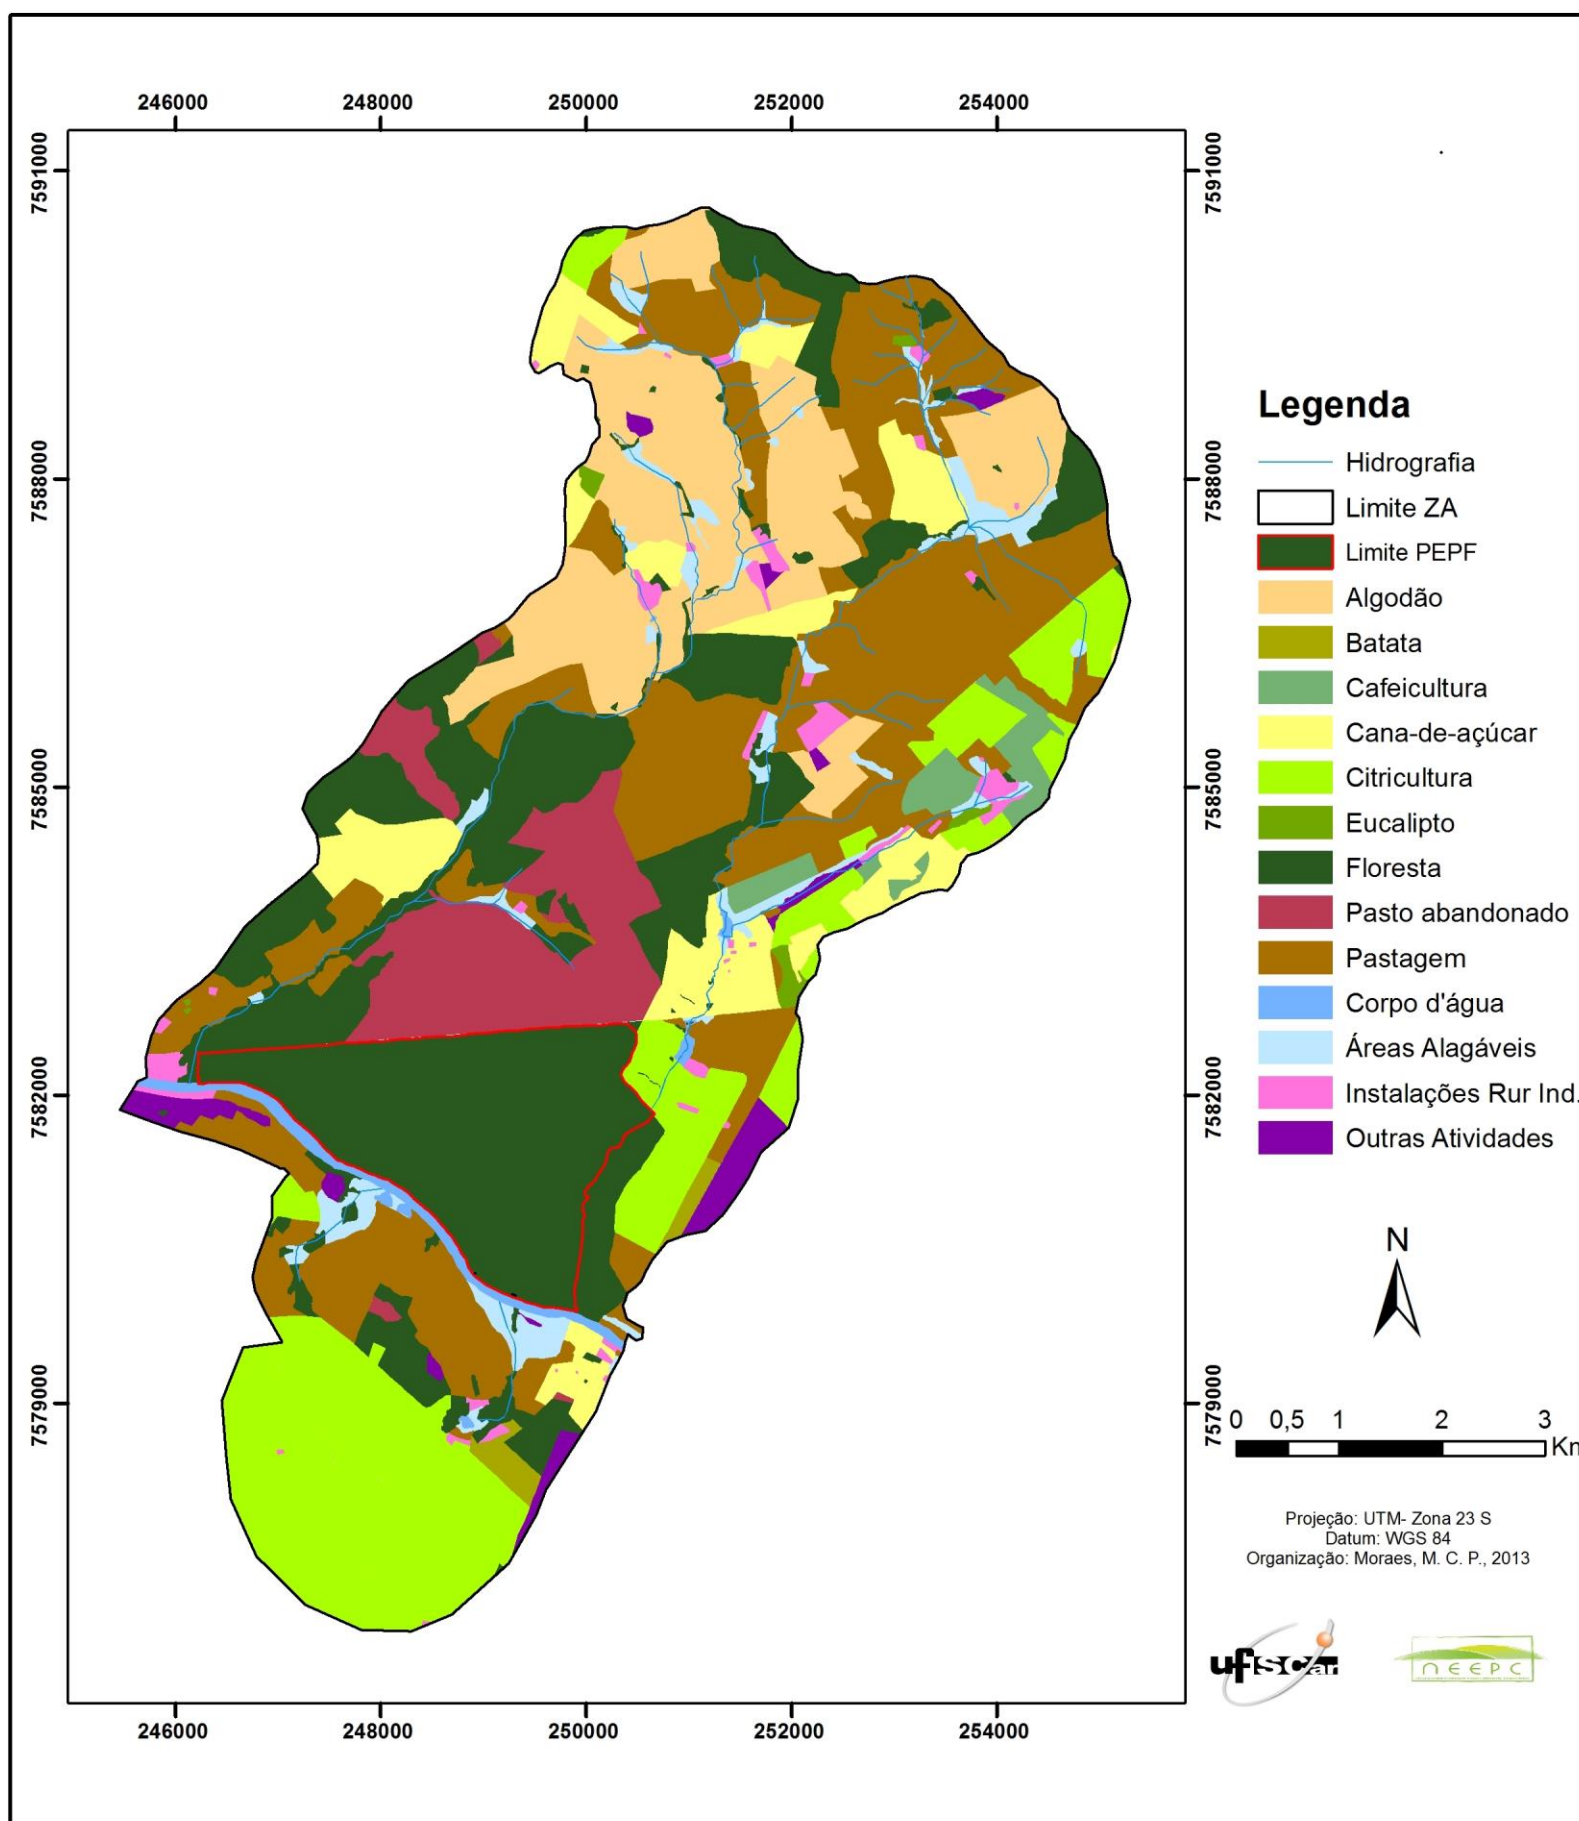 246000 248000 250000 252000 254000
7591000 7591000
7588000 7588000
7585000 7585000
7582000 7582000
7579000 7579000
246000 248000 250000 252000 254000
Legenda
Hidrografia
Limite ZA
Limite PEPF
Algodão
Batata
Cafeicultura
Cana-de-açúcar
Citricultura
Eucalipto
Floresta
Pasto abandonado
Pastagem
Corpo d'água
Áreas Alagáveis
Instalações Rur Ind.
Outras Atividades
N
0 0,5 1 2 3
Km
Projeção: UTM- Zona 23 S
Datum: WGS 84
Organização: Moraes, M. C. P., 2013
ufscar
NEEPC